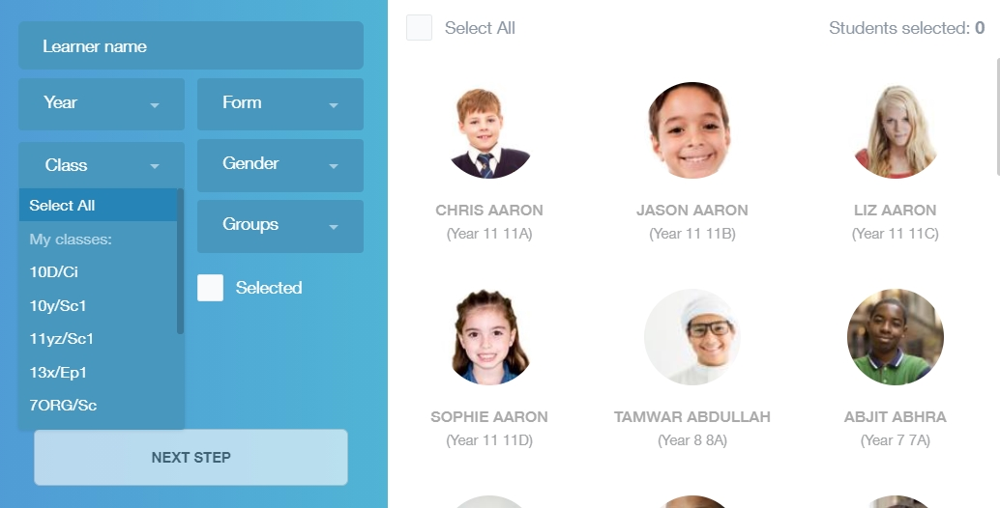 Learner name
Year
Form
Class
Gender
Groups
Select All
My classes:
10D/Ci
10y/Sc1
11yz/Sc1
13x/Ep1
7ORG/Sc
Selected
NEXT STEP
Select All
Students selected: 0
CHRIS AARON
(Year 11 11A)
JASON AARON
(Year 11 11B)
LIZ AARON
(Year 11 11C)
SOPHIE AARON
(Year 11 11D)
TAMWAR ABDULLAH
(Year 8 8A)
ABJIT ABHRA
(Year 7 7A)